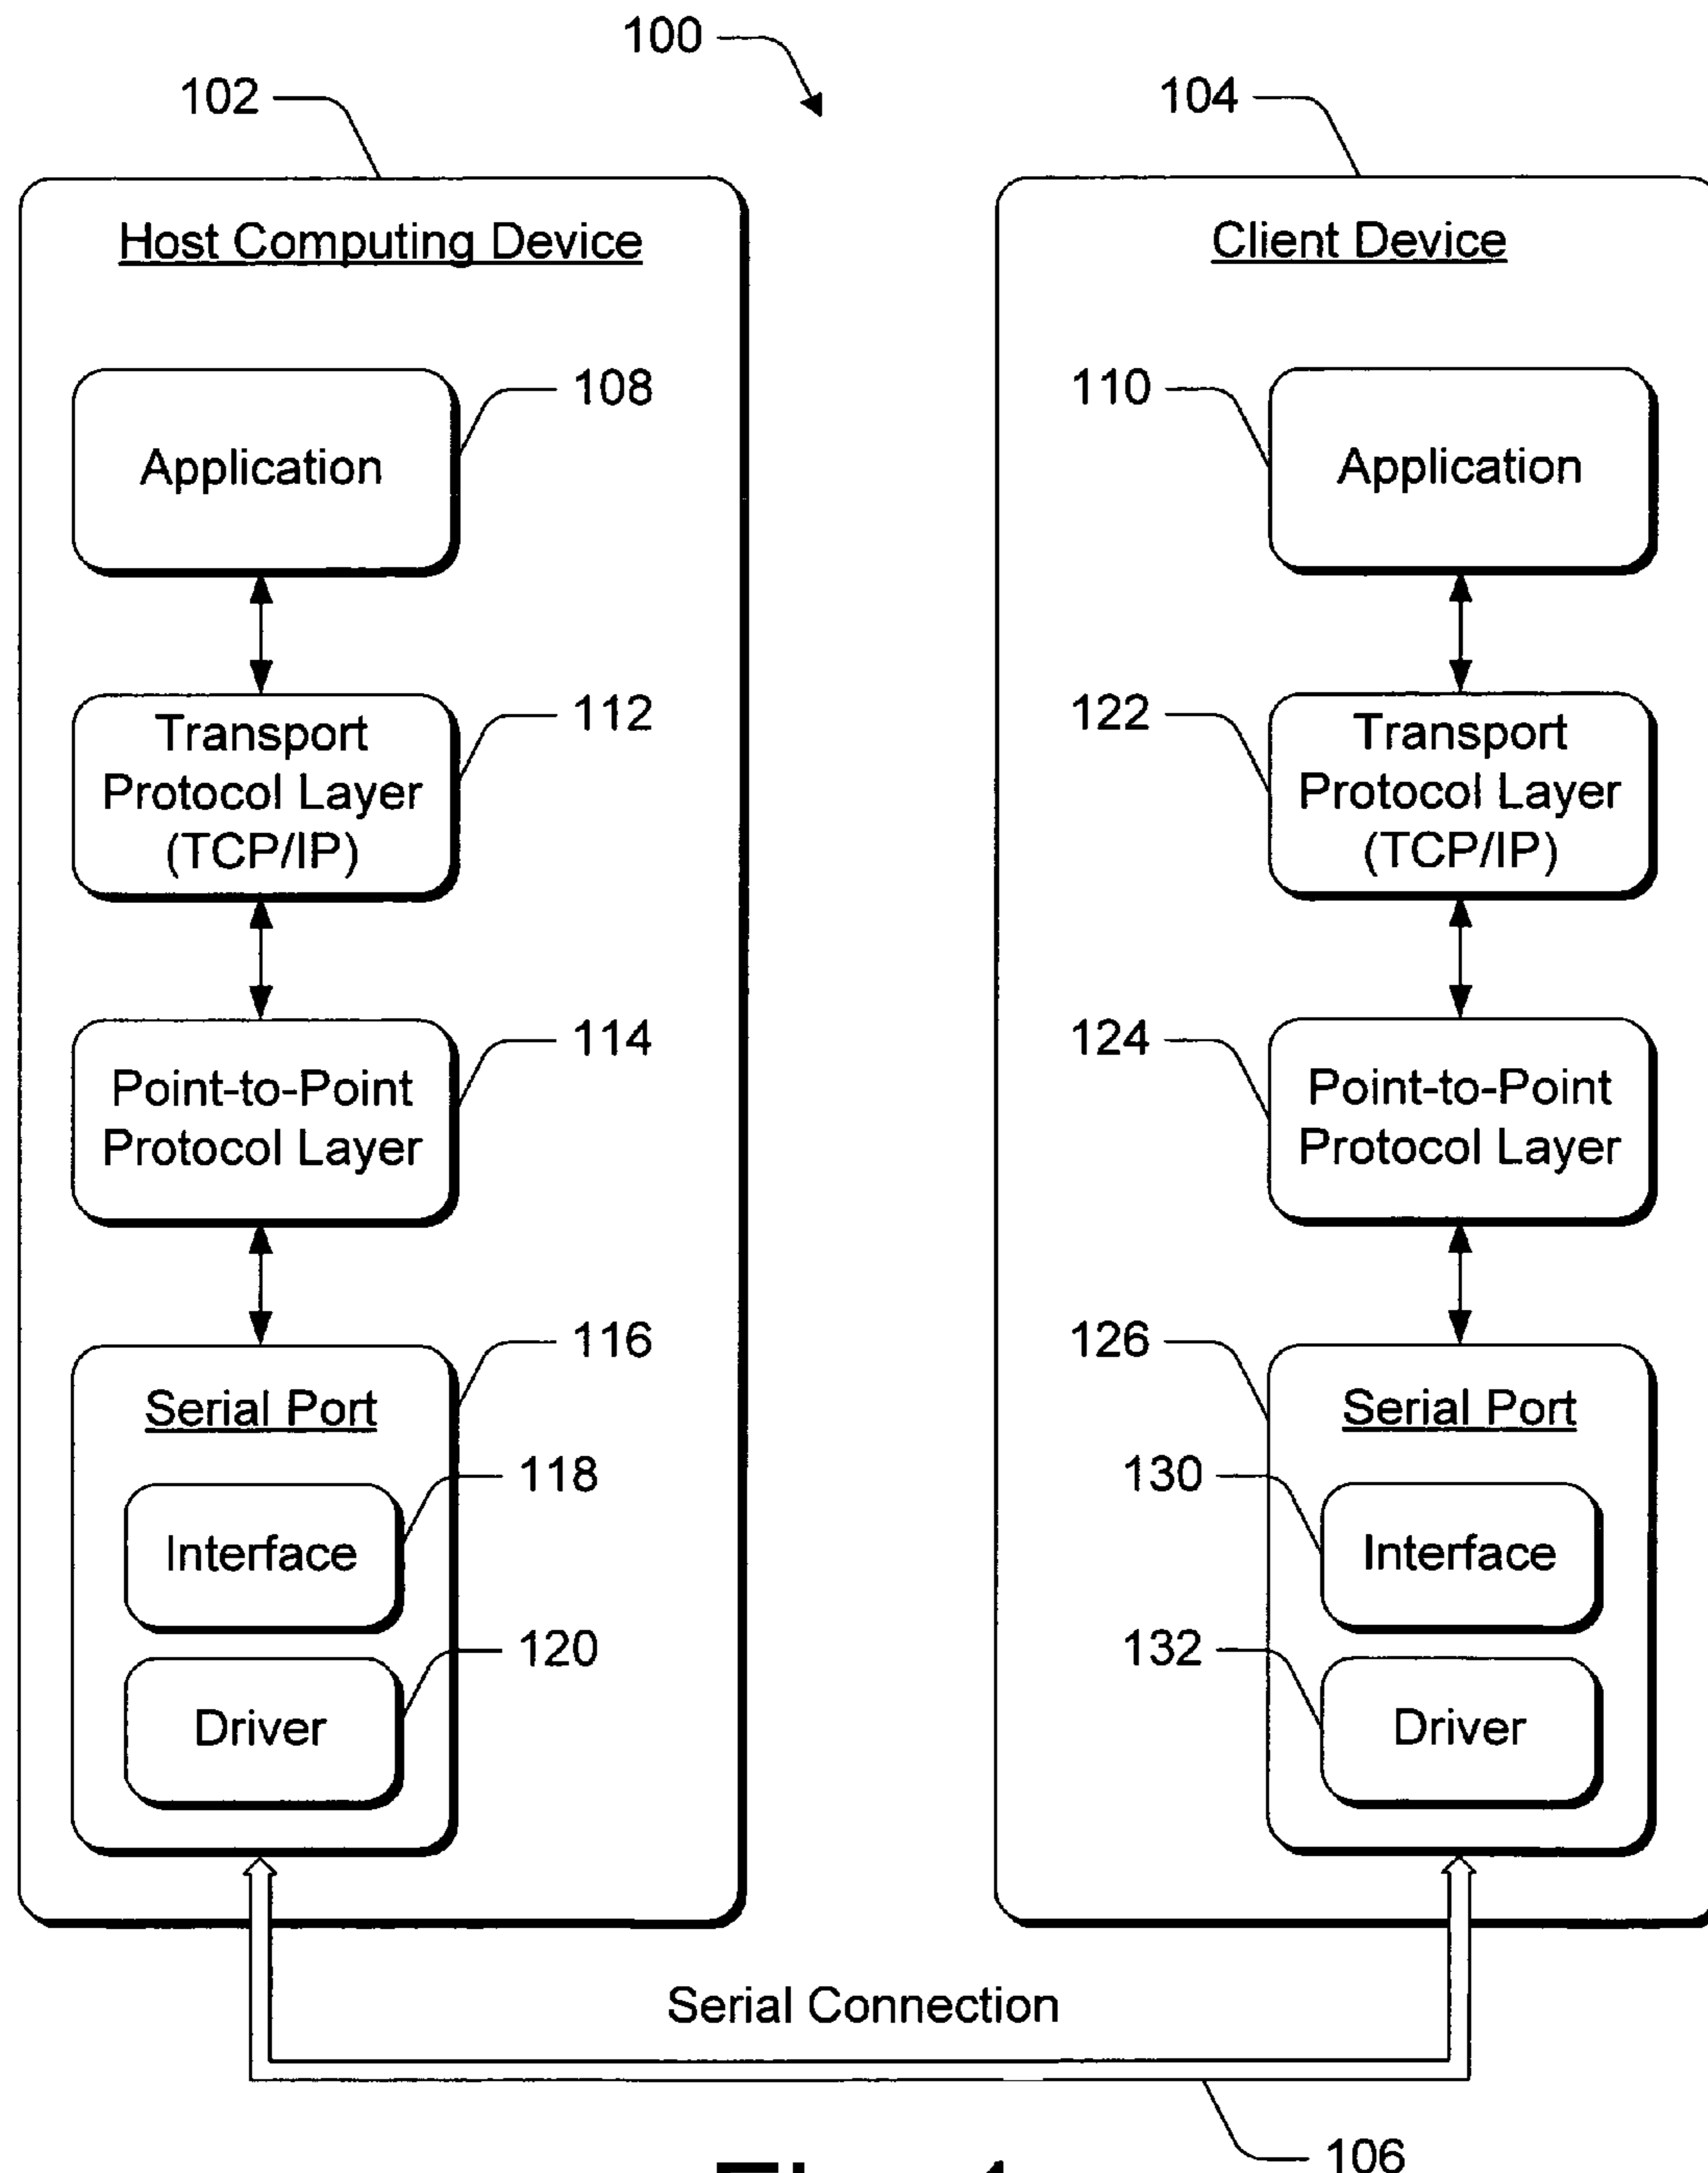 100
102
104
Host Computing Device
Client Device
108
110
Application
Application
112
122
Transport
Protocol Layer
(TCP/IP)
Transport
Protocol Layer
(TCP/IP)
114
124
Point-to-Point
Protocol Layer
Point-to-Point
Protocol Layer
116
126
Serial Port
Serial Port
118
130
Interface
Interface
120
132
Driver
Driver
Serial Connection
106